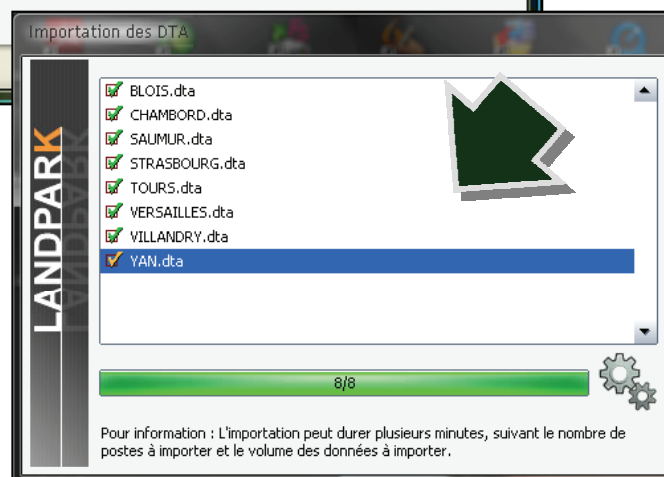 Importation des DTA
LANDPARK
BLOIS.dta
CHAMBORD.dta
SAUMUR.dta
STRASBOURG.dta
TOURS.dta
VERSAILLES.dta
VILLANDRY.dta
YAN.dta
8/8
Pour information : L'importation peut durer plusieurs minutes, suivant le nombre de
postes à importer et le volume des données à importer.